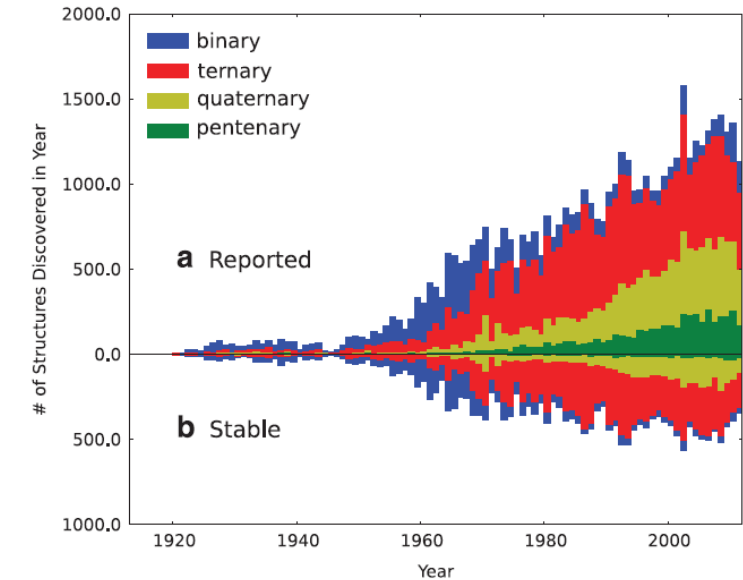 2000.0
binary
ternary
quaternary
pentenary
1500.0
1000.0
a Reported
500.0
0.0
b Stable
500.0
1000.0
# of Structures Discovered in Year
1920 1940 1960 1980 2000
Year